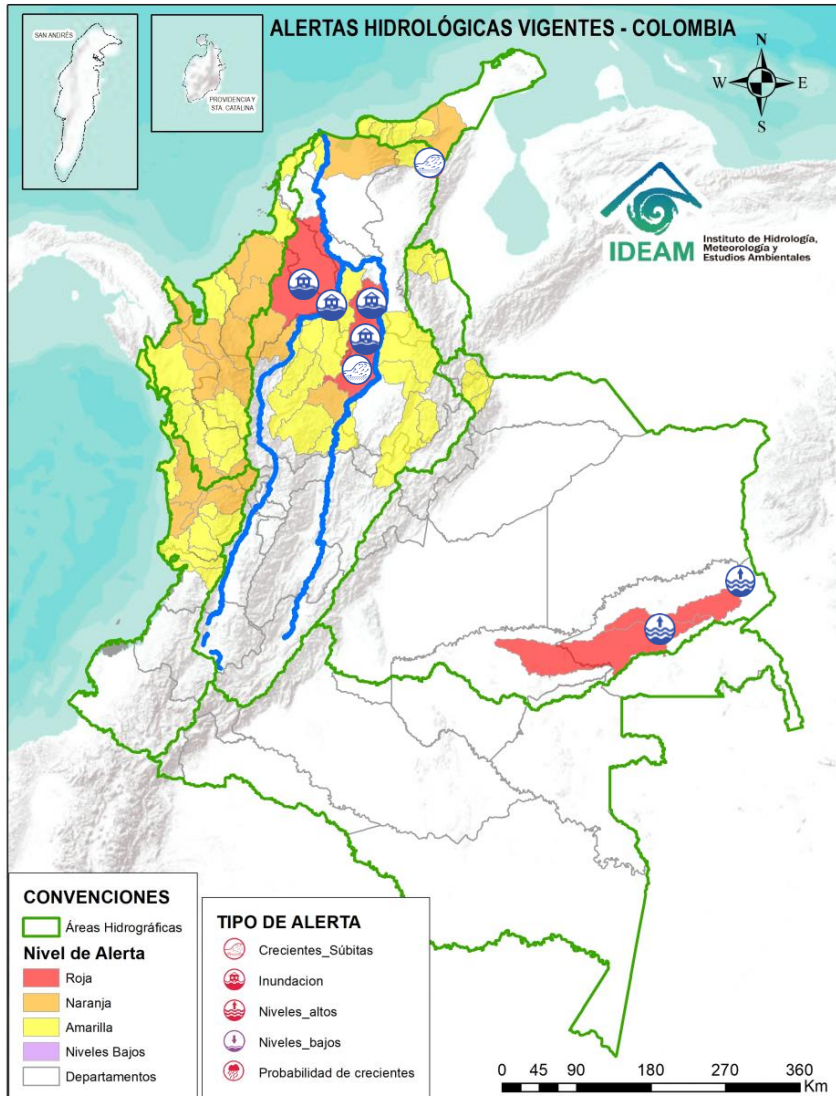 ALERTAS HIDROLÓGICAS VIGENTES - COLOMBIA
SAN ANDRÉS
PROVIDENCIA Y
STA. CATALINA
N
W
E
S
IDEAM
Instituto de Hidrología,
Meteorología y
Estudios Ambientales
CONVENCIONES
Áreas Hidrográficas
Nivel de Alerta
Roja
Naranja
Amarilla
Niveles Bajos
Departamentos
TIPO DE ALERTA
Crecientes_Súbitas
Inundacion
Niveles_altos
Niveles_bajos
Probabilidad de crecientes
0 45 90 180 270 360
Km